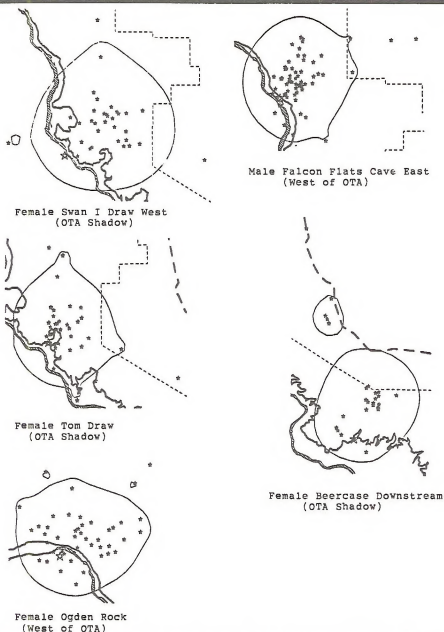 Female Swan I Draw West
(OTA Shadow)
Male Falcon Flats Cave East
(West of OTA)
Female Tom Draw
(OTA Shadow)
Female Beercase Downstream
(OTA Shadow)
Female Ogden Rock
(West of OTA)